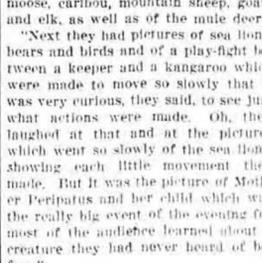 moose, caribou, mountain sheep, goa
and elk, as well as of the mule deer
"Next they had pictures of sea lion
bears and birds and of a play-fight b
tween a keeper and a kangaroo whi
were made to move so slowly that
was very curious, they said, to see ju
what actions were made. Oh, the
laughed at that and at the pictur
which went so slowly of the sea lion
showing each little movement the
made. But it was the picture of Mot
er Peripatus and her child which w
the really big event of the evening f
most of the audience learned about
creature they had never heard of b